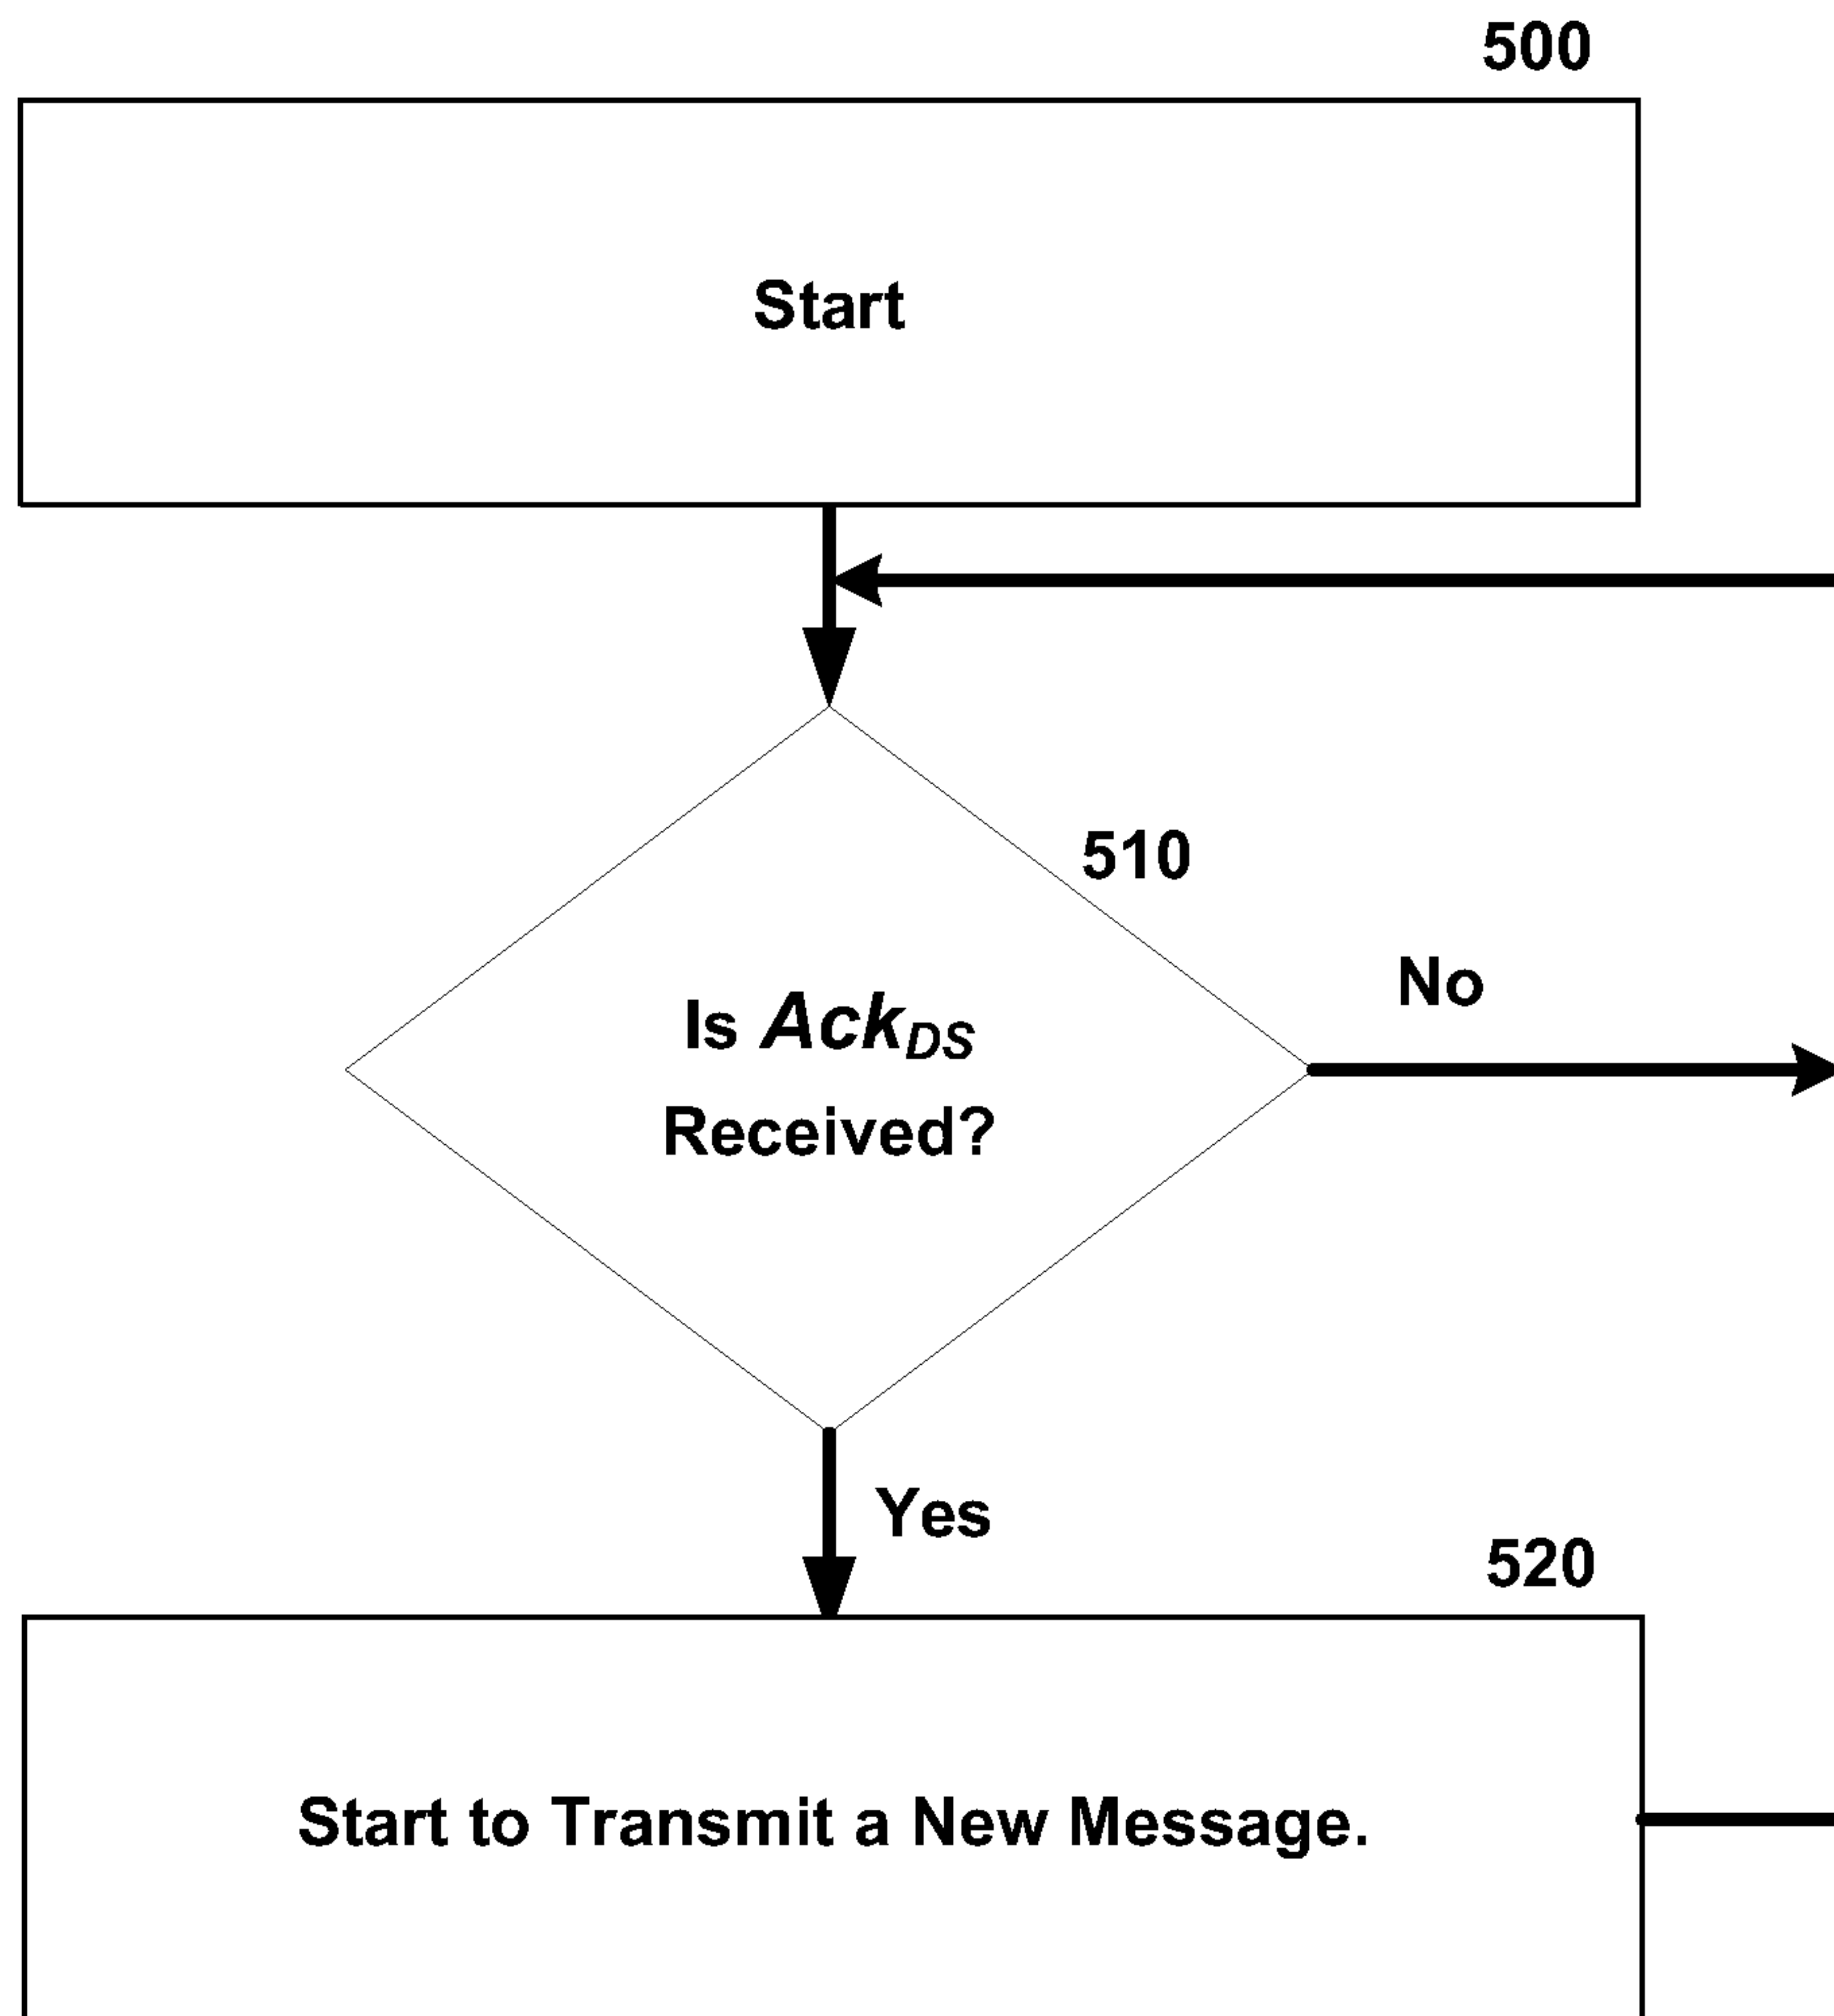 500
Start
510
No
Is Ack_DS
Received?
Yes
520
Start to Transmit a New Message.